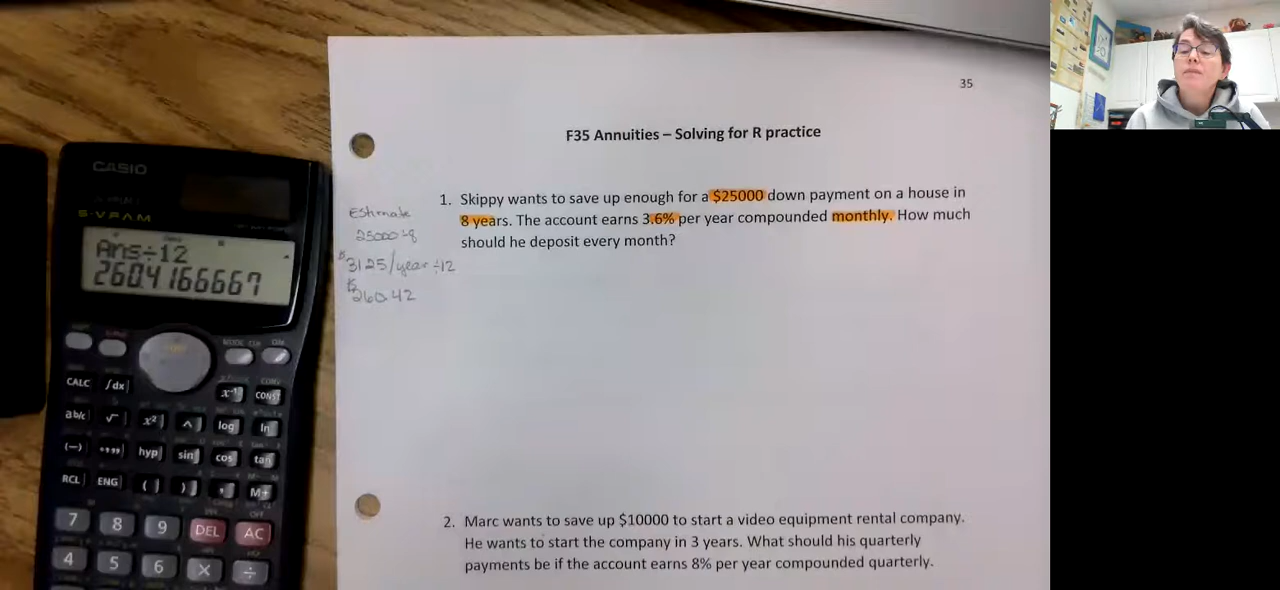 35
F35 Annuities – Solving for R practice
1. Skippy wants to save up enough for a $25000 down payment on a house in
8 years. The account earns 3.6% per year compounded monthly. How much
should he deposit every month?
Estimate
25000÷8
$3125/year ÷12
$260.42
2. Marc wants to save up $10000 to start a video equipment rental company.
He wants to start the company in 3 years. What should his quarterly
payments be if the account earns 8% per year compounded quarterly.
CASIO
S-VPAM
Ans÷12
260.4166667
MODE CLR ON
CALC ∫dx x⁻¹ CONST
ab/c √ x² ^ log ln
(−) °’” hyp sin cos tan
RCL ENG ( ) , M+
7 8 9 DEL AC
4 5 6 × ÷